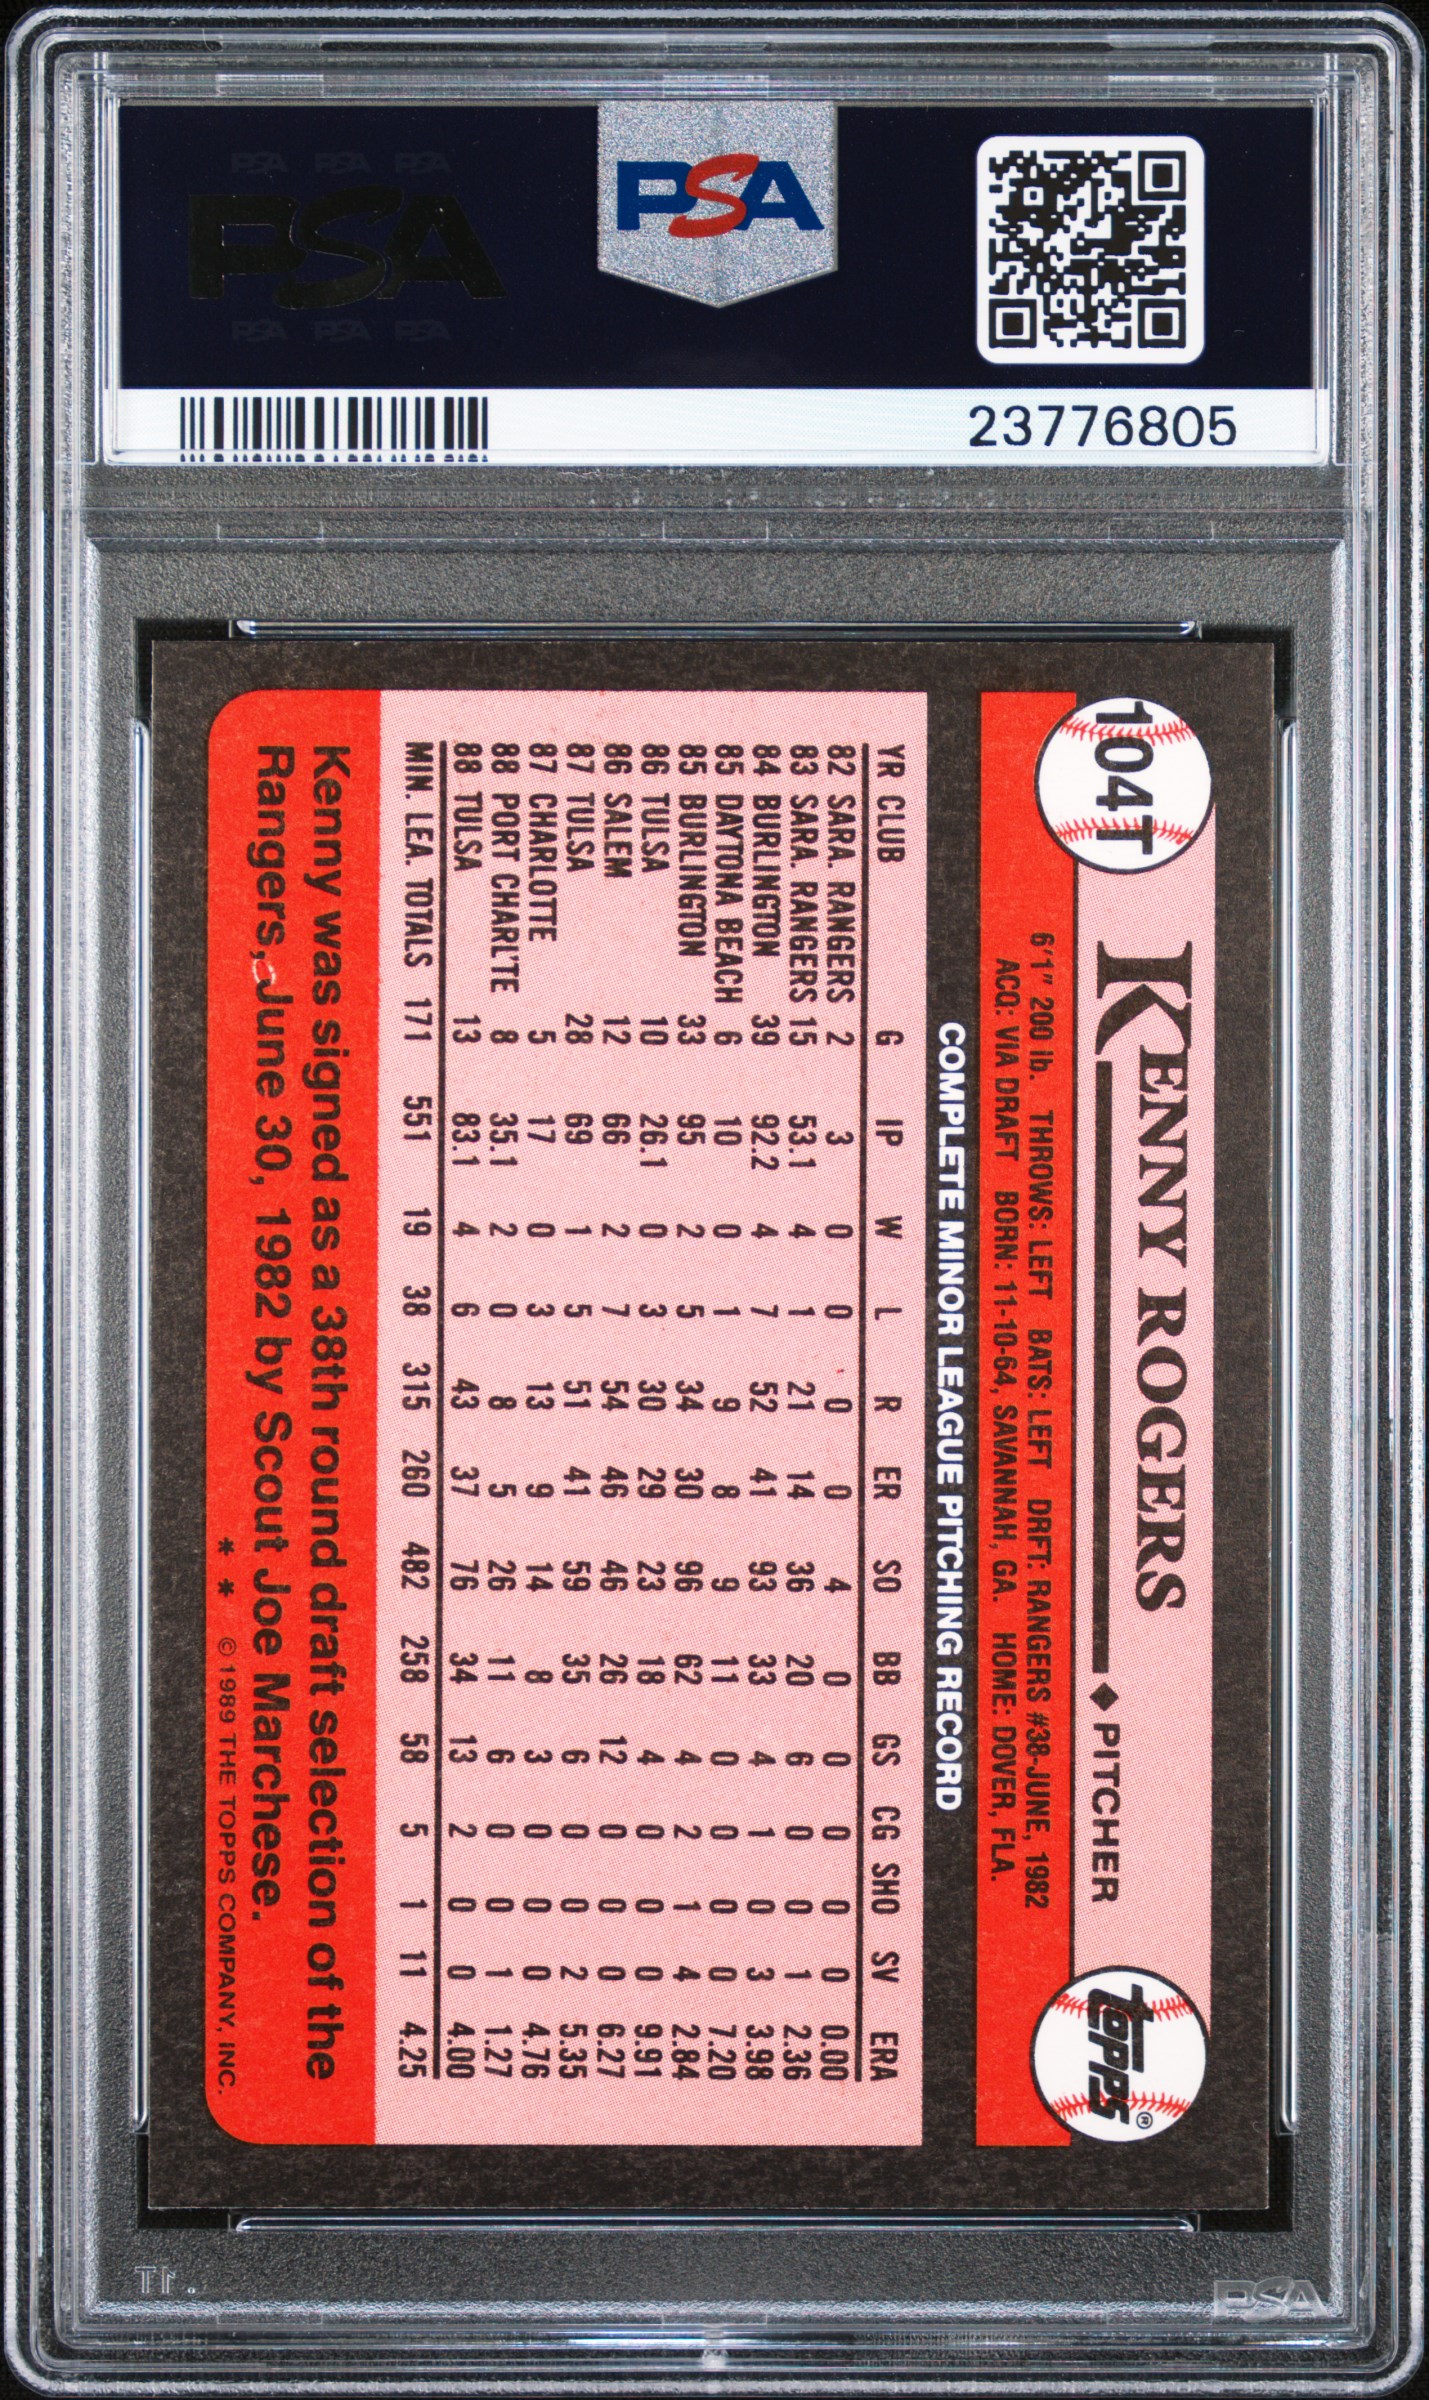 PSA PSA PSA
PSA
PSA PSA PSA
PSA
23776805
104T
KENNY ROGERS
◆ PITCHER
topps®
6'1" 200 lb. THROWS: LEFT BATS: LEFT DRFT: RANGERS #38-JUNE, 1982
ACQ: VIA DRAFT BORN: 11-10-64, SAVANNAH, GA. HOME: DOVER, FLA.
COMPLETE MINOR LEAGUE PITCHING RECORD
YR CLUB G IP W L R ER SO BB GS CG SHO SV ERA
82 SARA. RANGERS 2 3 0 0 0 0 4 0 0 0 0 0 0.00
83 SARA. RANGERS 15 53.1 4 1 21 14 36 20 6 0 0 1 2.36
84 BURLINGTON 39 92.2 4 7 52 41 93 33 4 1 0 3 3.98
85 DAYTONA BEACH 6 10 0 1 9 8 9 11 0 0 0 0 7.20
85 BURLINGTON 33 95 2 5 34 30 96 62 4 2 1 4 2.84
86 TULSA 10 26.1 0 3 30 29 23 18 4 0 0 0 9.91
86 SALEM 12 66 2 7 54 46 46 26 12 0 0 0 6.27
87 TULSA 28 69 1 5 51 41 59 35 6 0 0 2 5.35
87 CHARLOTTE 5 17 0 3 13 9 14 8 3 0 0 0 4.76
88 PORT CHARL'TE 8 35.1 2 0 8 5 26 11 6 0 0 1 1.27
88 TULSA 13 83.1 4 6 43 37 76 34 13 2 0 0 4.00
MIN. LEA. TOTALS 171 551 19 38 315 260 482 258 58 5 1 11 4.25
Kenny was signed as a 38th round draft selection of the
Rangers, June 30, 1982 by Scout Joe Marchese.
* * © 1989 THE TOPPS COMPANY, INC.
PSA